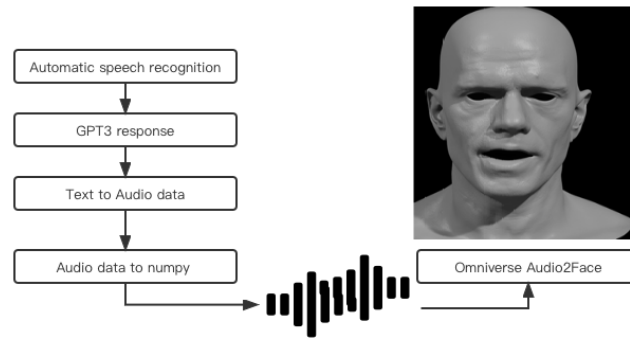 Automatic speech recognition
GPT3 response
Text to Audio data
Audio data to numpy
Omniverse Audio2Face